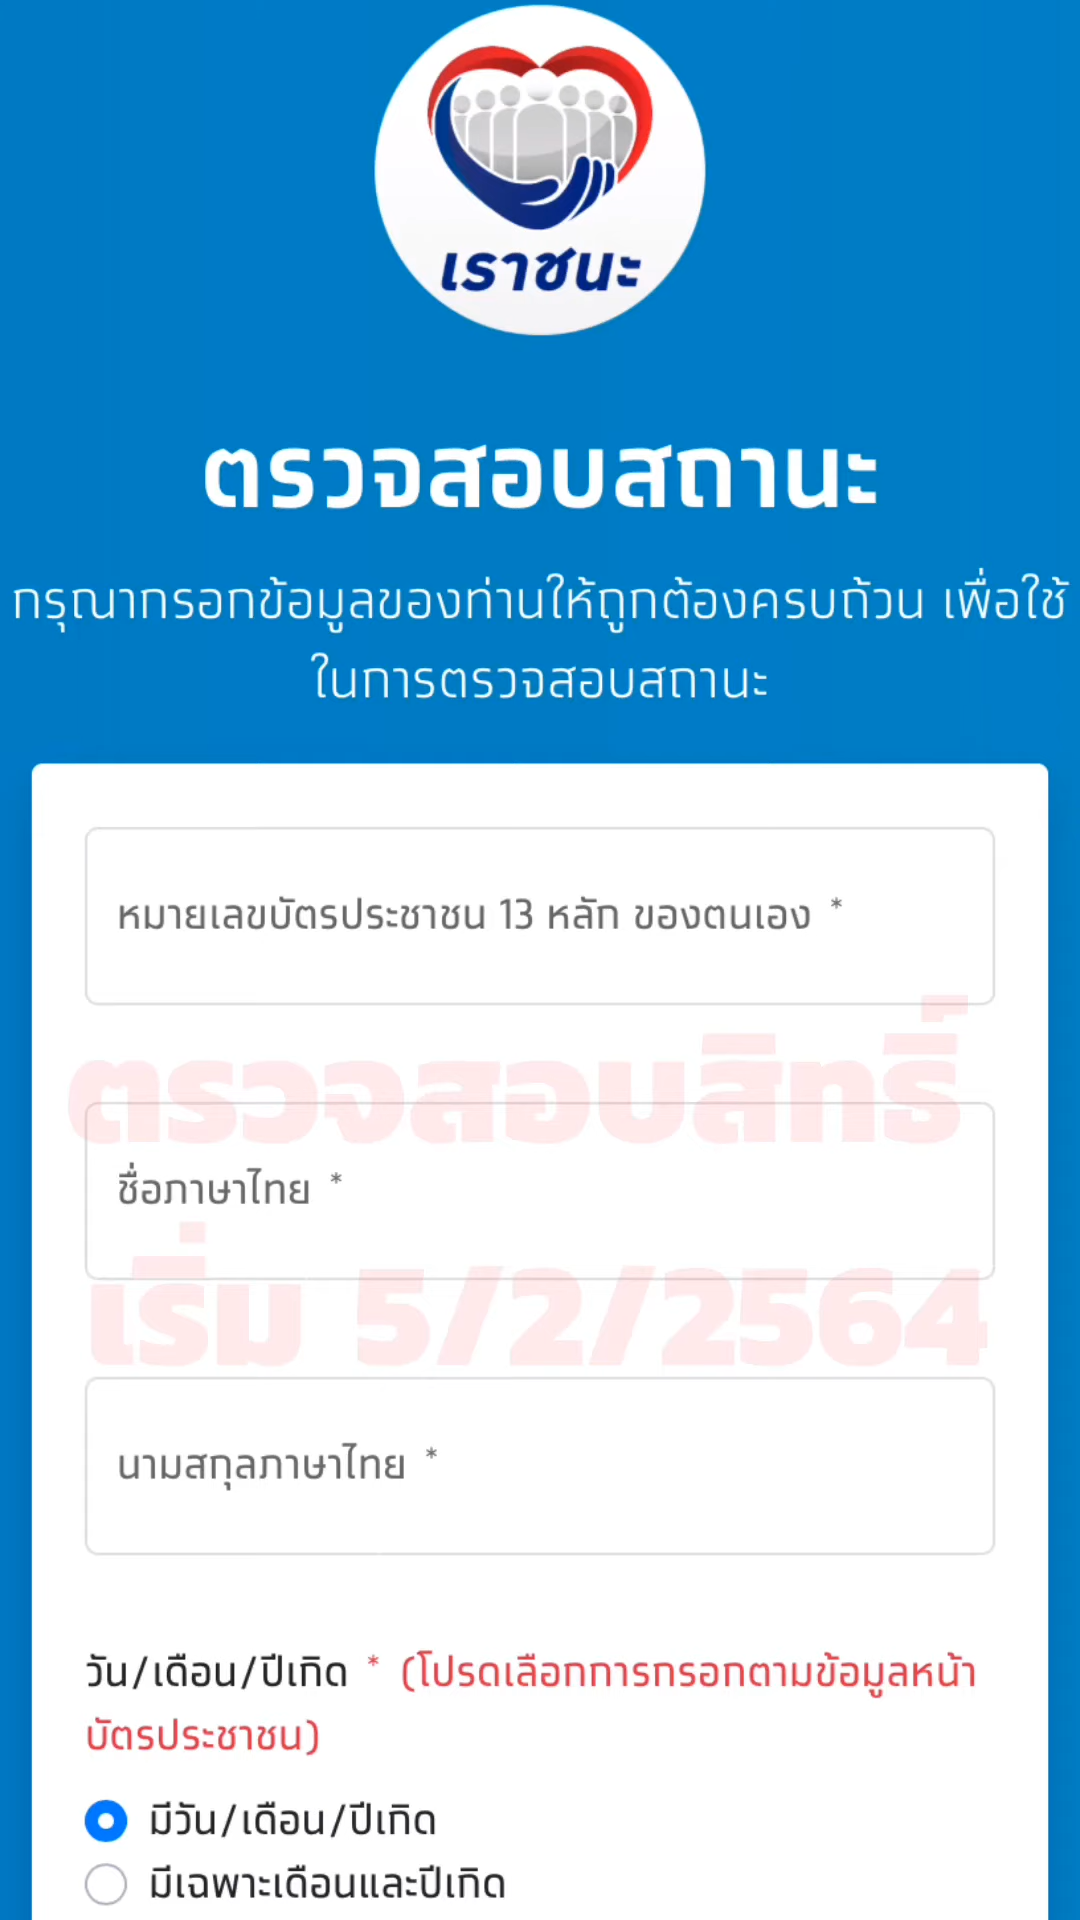 เราชนะ
ตรวจสอบสถานะ
กรุณากรอกข้อมูลของท่านให้ถูกต้องครบถ้วน เพื่อใช้
ในการตรวจสอบสถานะ
หมายเลขบัตรประชาชน 13 หลัก ของตนเอง *
ตรวจสอบสิทธิ์
ชื่อภาษาไทย *
เริ่ม 5/2/2564
นามสกุลภาษาไทย *
วัน/เดือน/ปีเกิด * (โปรดเลือกการกรอกตามข้อมูลหน้า
บัตรประชาชน)
มีวัน/เดือน/ปีเกิด
มีเฉพาะเดือนและปีเกิด